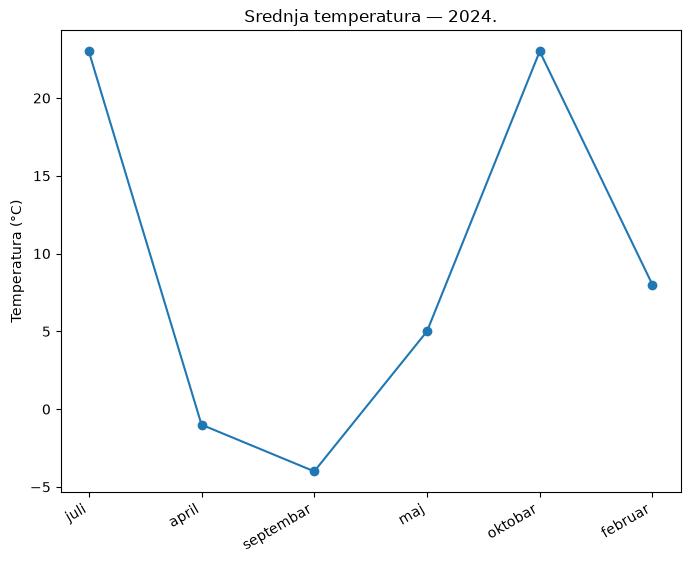 Srednja temperatura — 2024.
Temperatura (°C)
20
15
10
5
0
−5
juli
april
septembar
maj
oktobar
februar